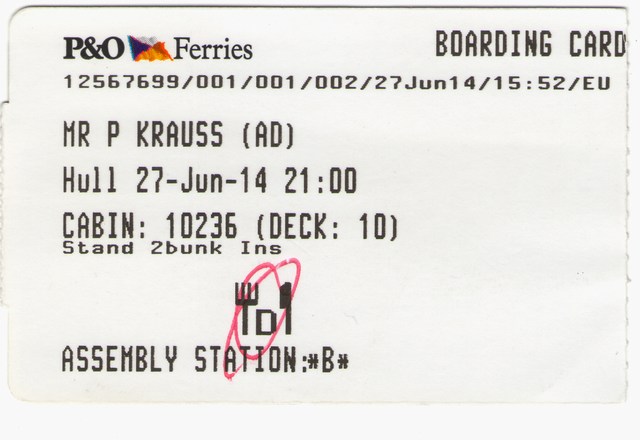 P&O Ferries BOARDING CARD
12567699/001/001/002/27Jun14/15:52/EU
MR P KRAUSS (AD)
Hull 27-Jun-14 21:00
CABIN: 10236 (DECK: 10)
Stand 2bunk Ins
D
ASSEMBLY STATION:*B*